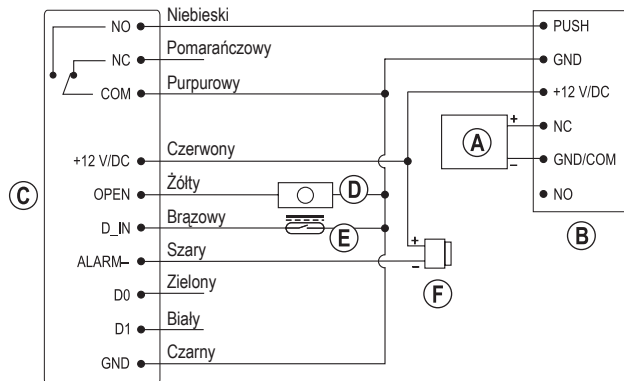 NO Niebieski PUSH
NC Pomarańczowy GND
COM Purpurowy +12 V/DC
+ NC
A
+12 V/DC Czerwony - GND/COM
C OPEN Żółty D NO
D_IN Brązowy E B
ALARM- Szary + -
F
D0 Zielony
D1 Biały
GND Czarny